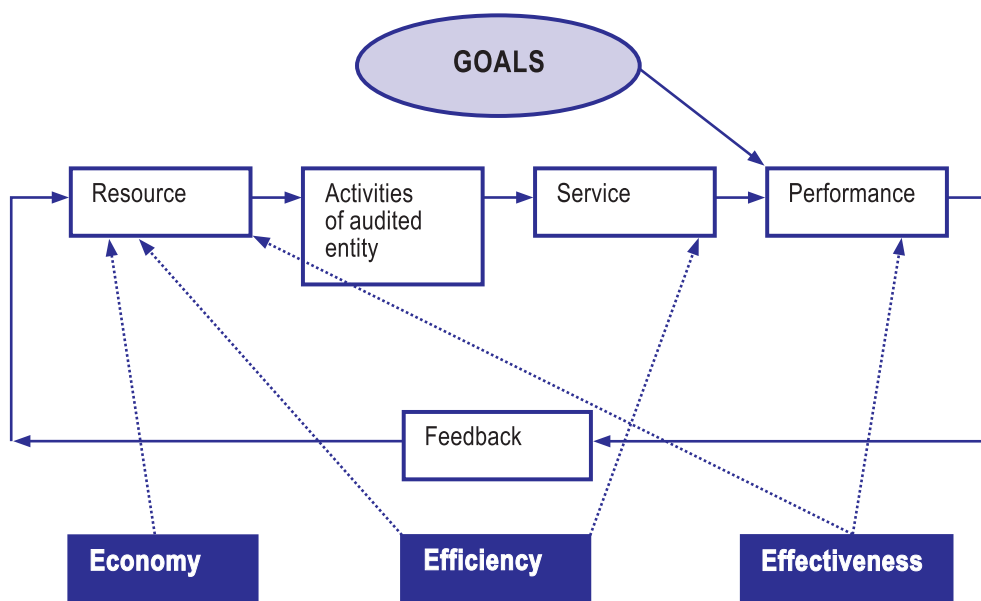 GOALS
Resource
Activities
of audited
entity
Service
Performance
Feedback
Economy
Efficiency
Effectiveness